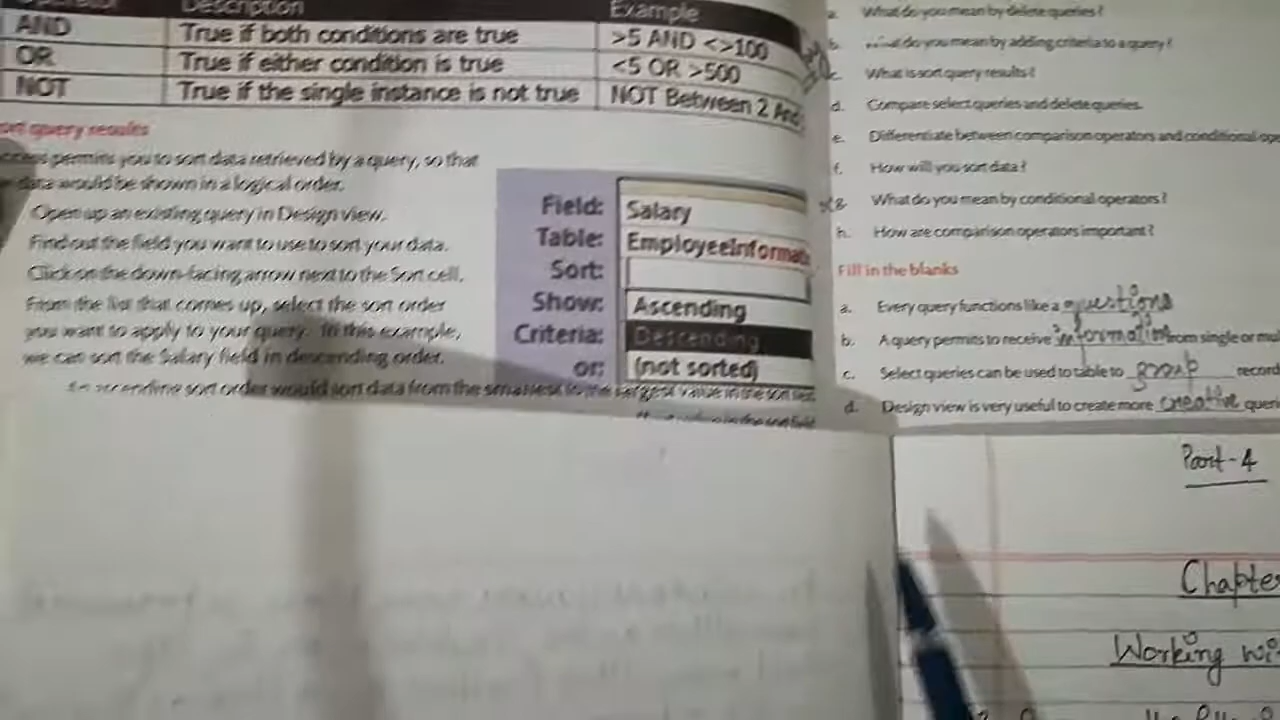 Description
Example
AND
True if both conditions are true
>5 AND <>100
OR
True if either condition is true
<5 OR >500
NOT
True if the single instance is not true
NOT Between 2 And
query results
permits you to sort data retrieved by a query, so that
data would be shown in a logical order.
Open up an existing query in Design view.
Find out the field you want to use to sort your data.
Click on the down-facing arrow next to the Sort cell.
From the list that comes up, select the sort order
you want to apply to your query. In this example,
we can sort the Salary field in descending order.
An ascending sort order would sort data from the smallest to the largest value in the sort
Field: Salary
Table: EmployeeInformati
Sort:
Show: Ascending
Criteria: Descending
or: (not sorted)
a. What do you mean by delete queries?
b. What do you mean by adding criteria to a query?
c. What is sort query results?
d. Compare select queries and delete queries.
e. Differentiate between comparison operators and conditional ope
f. How will you sort data?
g. What do you mean by conditional operators?
h. How are comparison operators important?
Fill in the blanks
a. Every query functions like a questions
b. A query permits to receive information from single or mul
c. Select queries can be used to table to group record
d. Design view is very useful to create more creative queri
Part-4
Chapter
Working wi